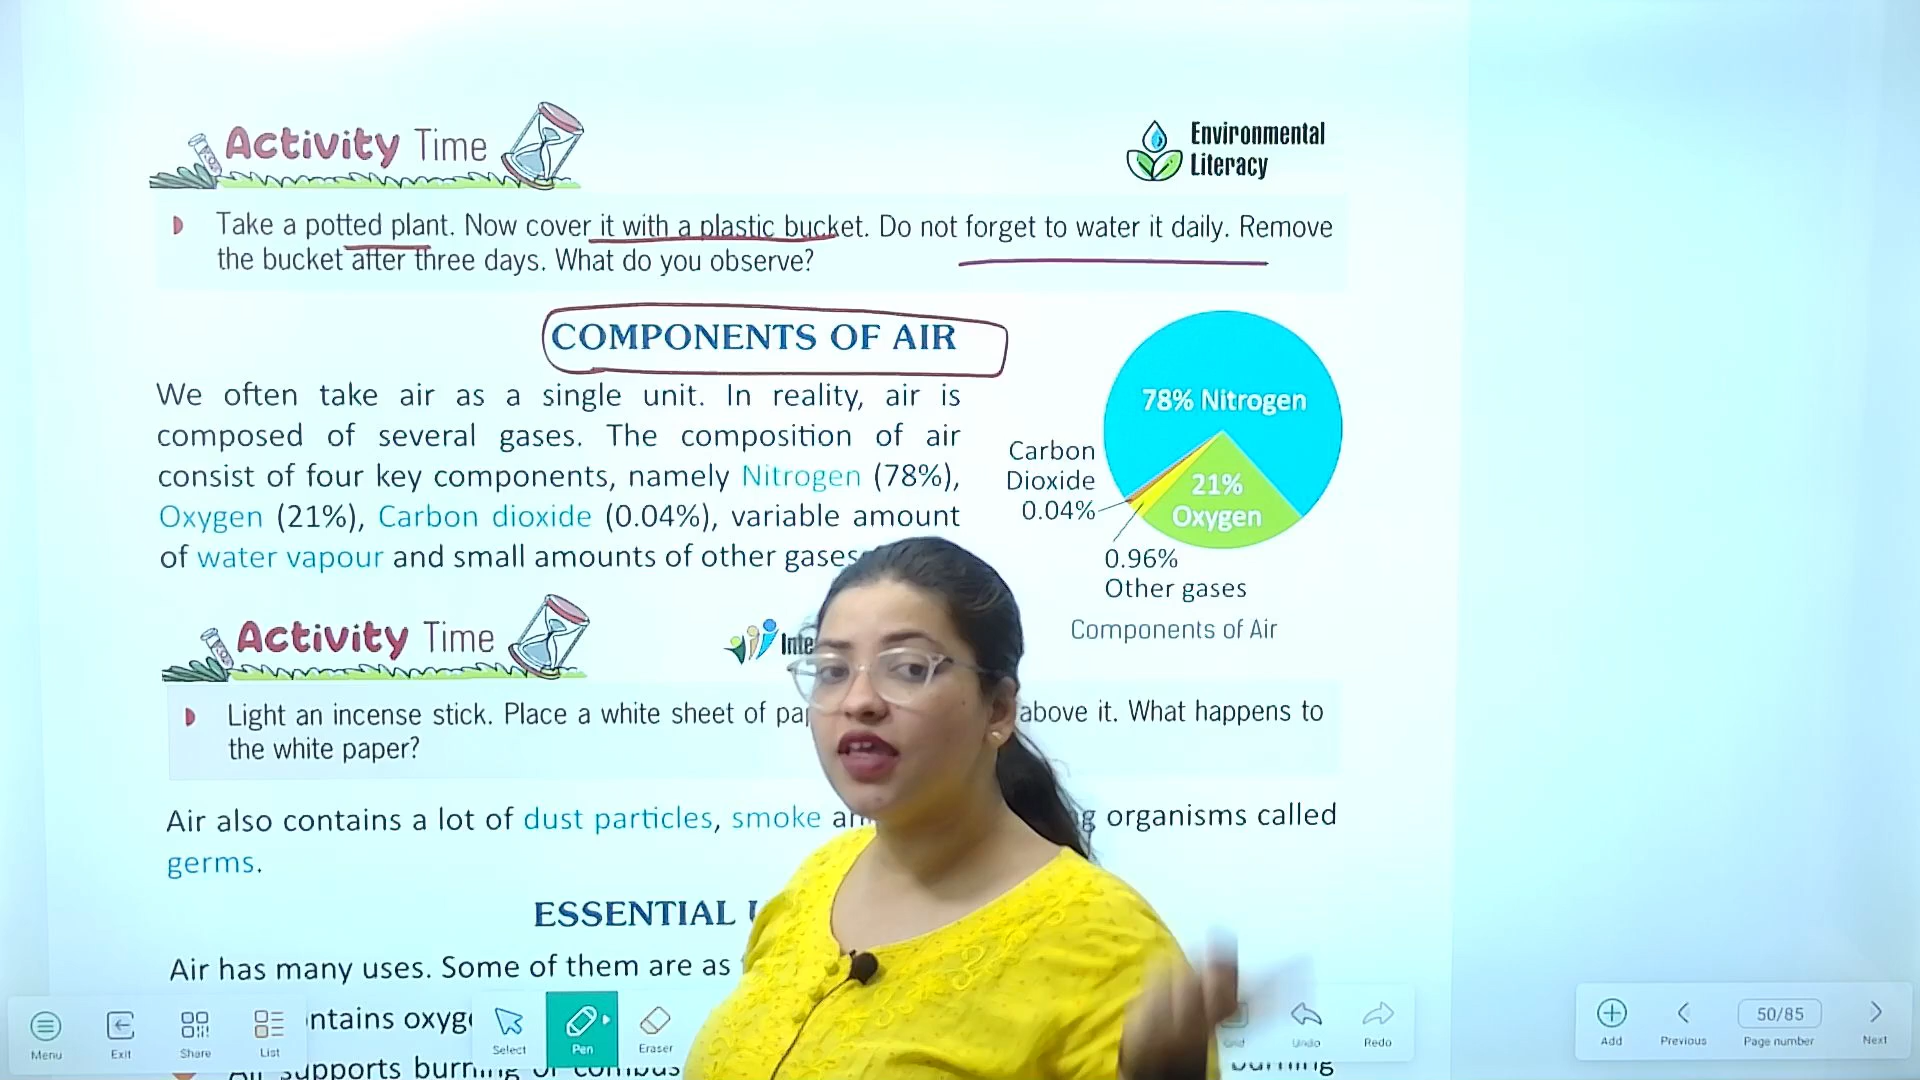 Activity Time
Environmental
Literacy
Take a potted plant. Now cover it with a plastic bucket. Do not forget to water it daily. Remove
the bucket after three days. What do you observe?
COMPONENTS OF AIR
We often take air as a single unit. In reality, air is
composed of several gases. The composition of air
consist of four key components, namely Nitrogen (78%),
Oxygen (21%), Carbon dioxide (0.04%), variable amount
of water vapour and small amounts of other gases
78% Nitrogen
Carbon
Dioxide
0.04%
21%
Oxygen
0.96%
Other gases
Components of Air
Activity Time
Light an incense stick. Place a white sheet of above it. What happens to
the white paper?
Air also contains a lot of dust particles, smoke organisms called
germs.
ESSENTIAL
Air has many uses. Some of them are as
supports
Menu
Exit
Share
List
Select
Pen
Eraser
Undo
Redo
Add
Previous
50/85
Page number
Next